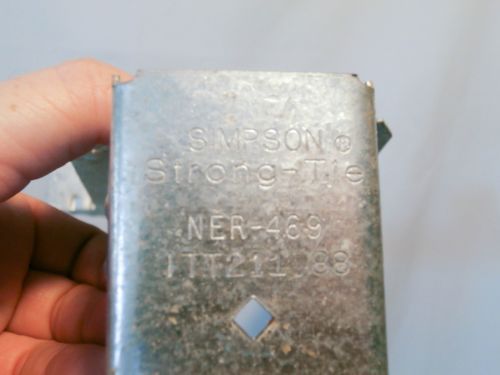 SIMPSON ®
Strong-Tie
NER-469
ITT211.88